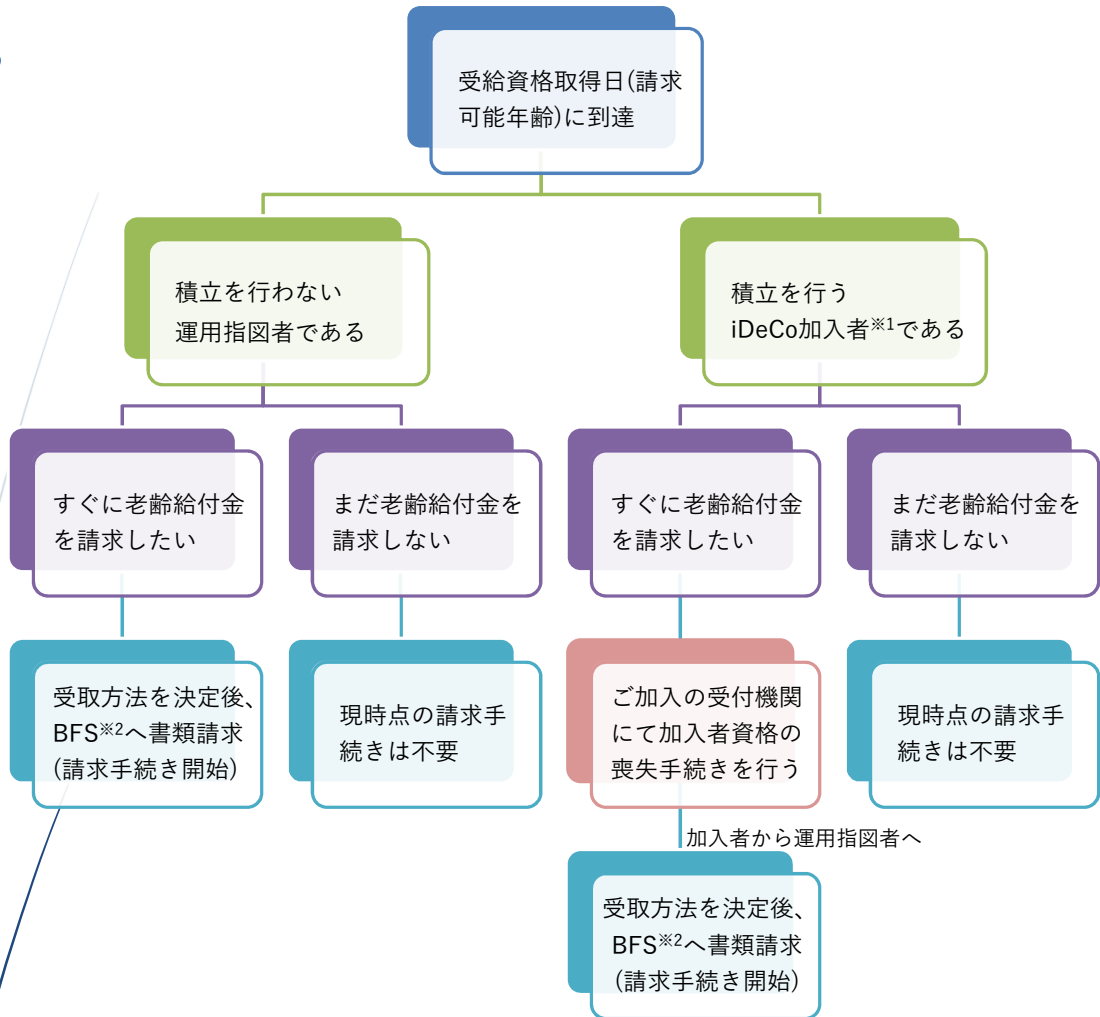 受給資格取得日(請求
可能年齢)に到達
積立を行わない
運用指図者である
積立を行う
iDeCo加入者※1である
すぐに老齢給付金
を請求したい
まだ老齢給付金を
請求しない
すぐに老齢給付金
を請求したい
まだ老齢給付金を
請求しない
受取方法を決定後、
BFS※2へ書類請求
(請求手続き開始)
現時点の請求手
続きは不要
ご加入の受付機関
にて加入者資格の
喪失手続きを行う
現時点の請求手
続きは不要
加入者から運用指図者へ
受取方法を決定後、
BFS※2へ書類請求
(請求手続き開始)